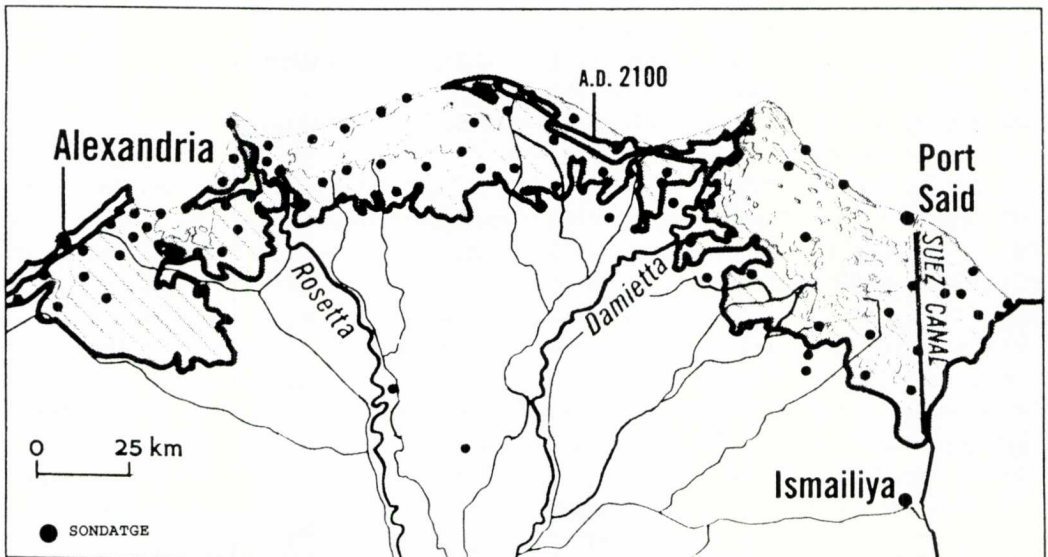 A.D. 2100
Alexandria
Port
Said
SUEZ CANAL
Rosetta
Damietta
0 25 km
Ismailiya
SONDATGE